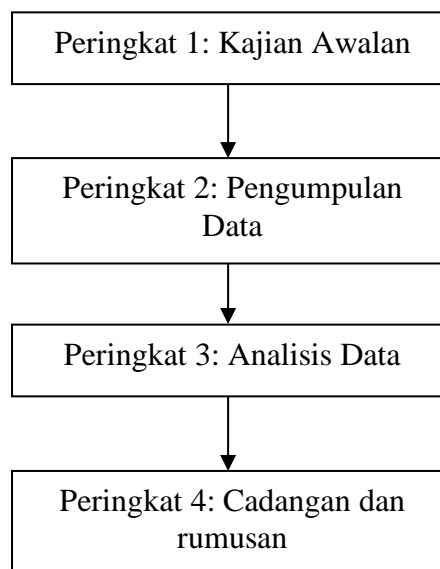 Peringkat 1: Kajian Awalan
Peringkat 2: Pengumpulan
Data
Peringkat 3: Analisis Data
Peringkat 4: Cadangan dan
rumusan